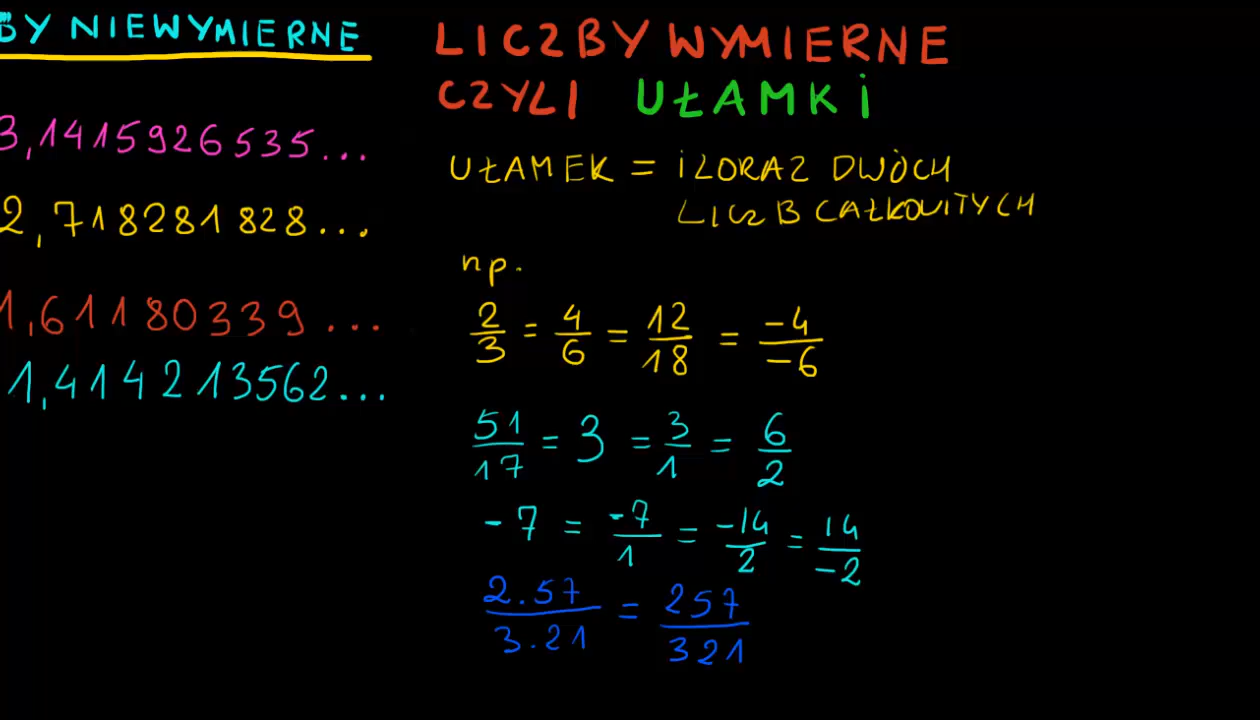 BY NIEWYMIERNE
3,1415926535...
2,718281828...
1,61180339...
1,414213562...
LICZBY WYMIERNE
CZYLI UŁAMKI
UŁAMEK = ILORAZ DWÓCH
LICZB CAŁKOWITYCH
np.
2/3 = 4/6 = 12/18 = -4/-6
51/17 = 3 = 3/1 = 6/2
-7 = -7/1 = -14/2 = 14/-2
2.57/3.21 = 257/321